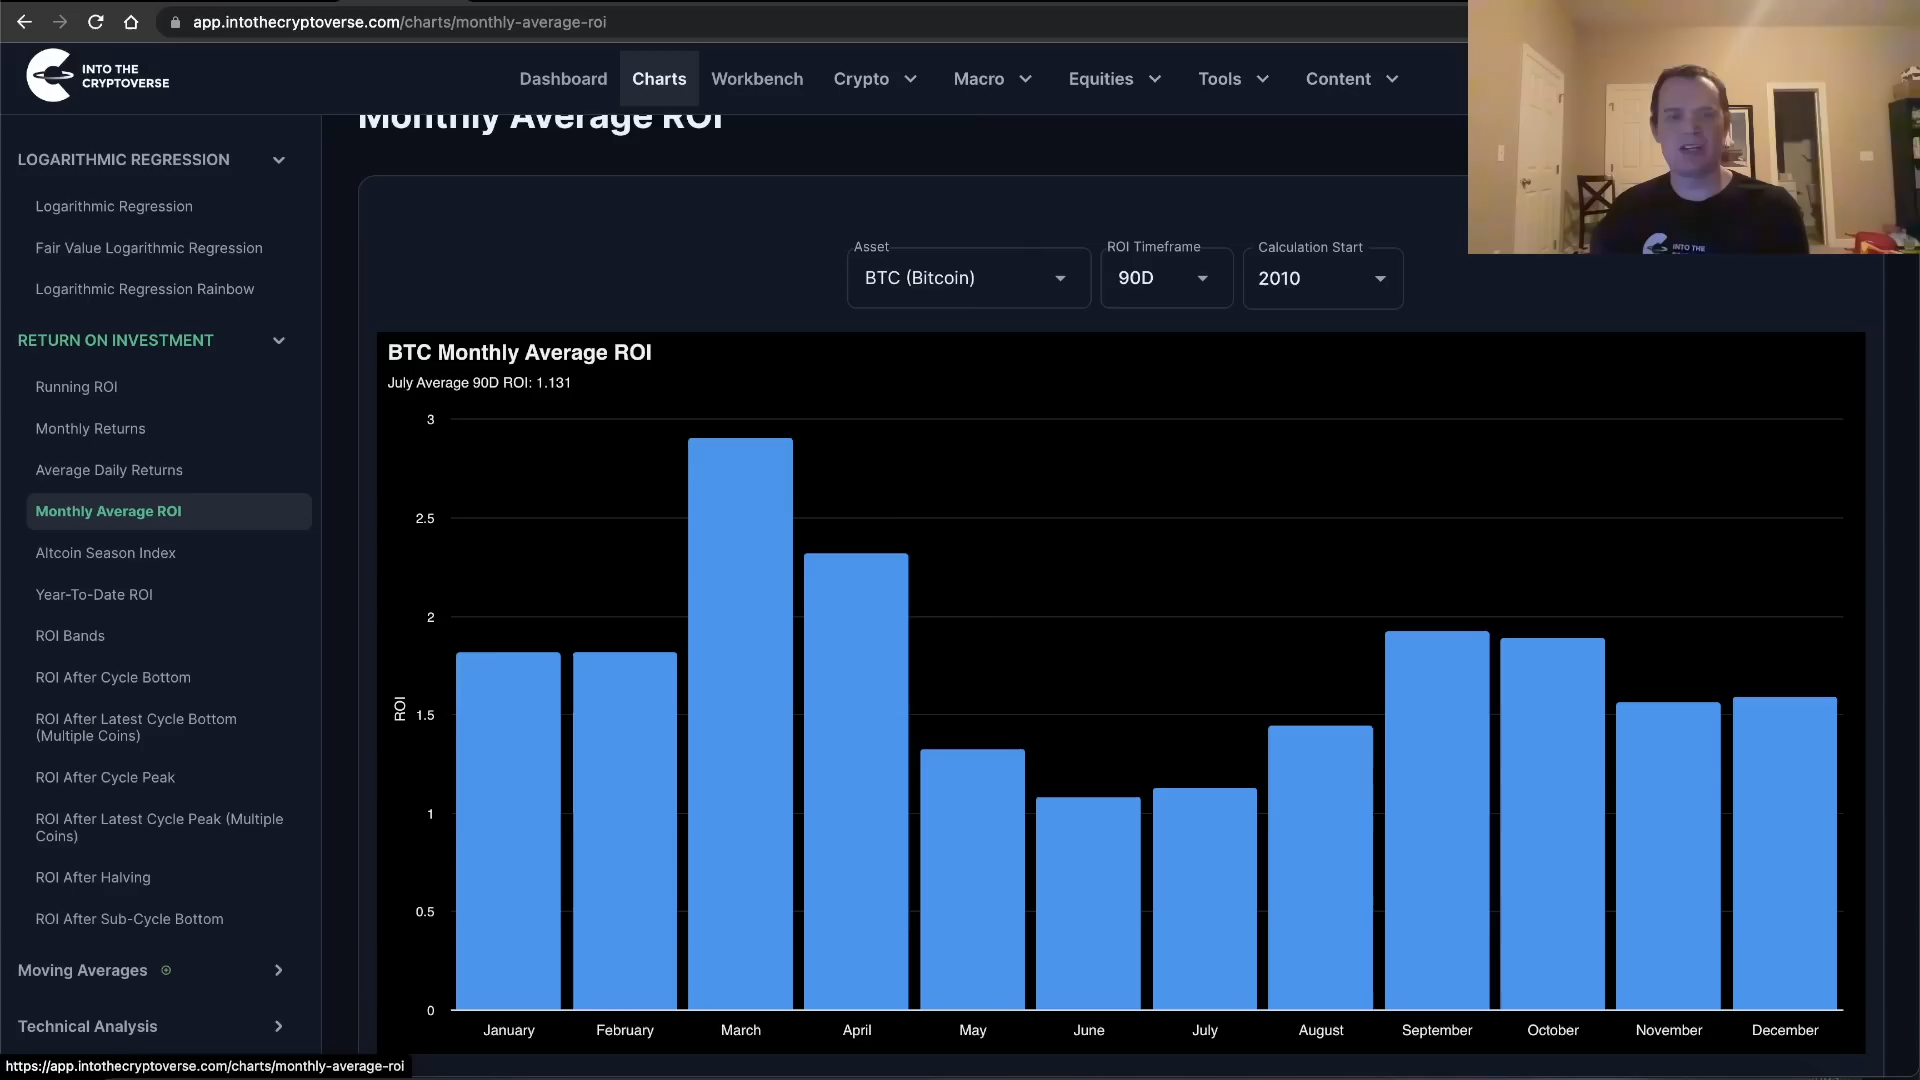 app.intothecryptoverse.com/charts/monthly-average-roi
INTO THE
CRYPTOVERSE
Dashboard
Charts
Workbench
Crypto
Macro
Equities
Tools
Content
Monthly Average ROI
LOGARITHMIC REGRESSION
Logarithmic Regression
Fair Value Logarithmic Regression
Logarithmic Regression Rainbow
RETURN ON INVESTMENT
Running ROI
Monthly Returns
Average Daily Returns
Monthly Average ROI
Altcoin Season Index
Year-To-Date ROI
ROI Bands
ROI After Cycle Bottom
ROI After Latest Cycle Bottom
(Multiple Coins)
ROI After Cycle Peak
ROI After Latest Cycle Peak (Multiple
Coins)
ROI After Halving
ROI After Sub-Cycle Bottom
Moving Averages
Technical Analysis
https://app.intothecryptoverse.com/charts/monthly-average-roi
INTO THE
Asset
BTC (Bitcoin)
ROI Timeframe
90D
Calculation Start
2010
BTC Monthly Average ROI
July Average 90D ROI: 1.131
3
2.5
2
1.5
1
0.5
0
ROI
January
February
March
April
May
June
July
August
September
October
November
December